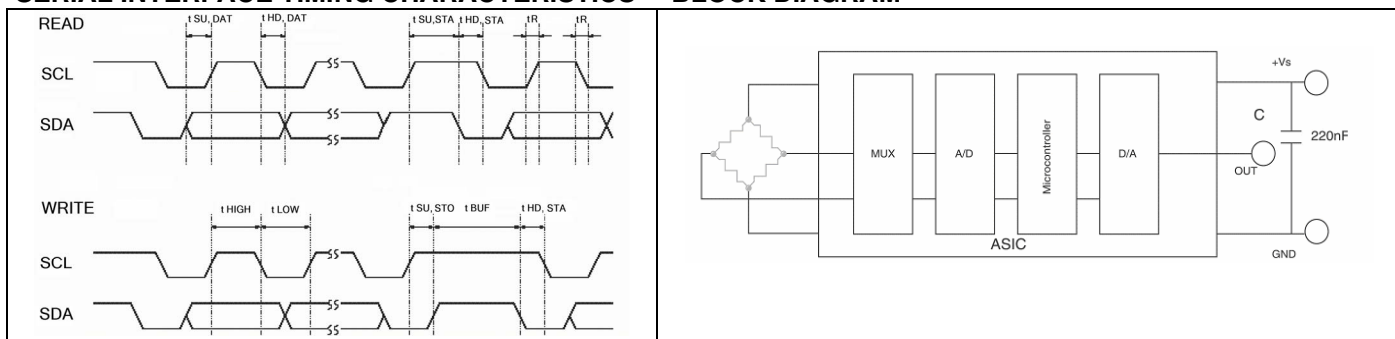 SERIAL INTERFACE TIMING CHARACTERISTICS BLOCK DIAGRAM
READ
t SU, DAT t HD, DAT t SU,STA t HD, STA tR tR
SCL
SDA
WRITE
t HIGH t LOW t SU, STO t BUF t HD, STA
SCL
SDA
+Vs
C
220nF
MUX
A/D
Microcontroller
D/A
OUT
ASIC
GND